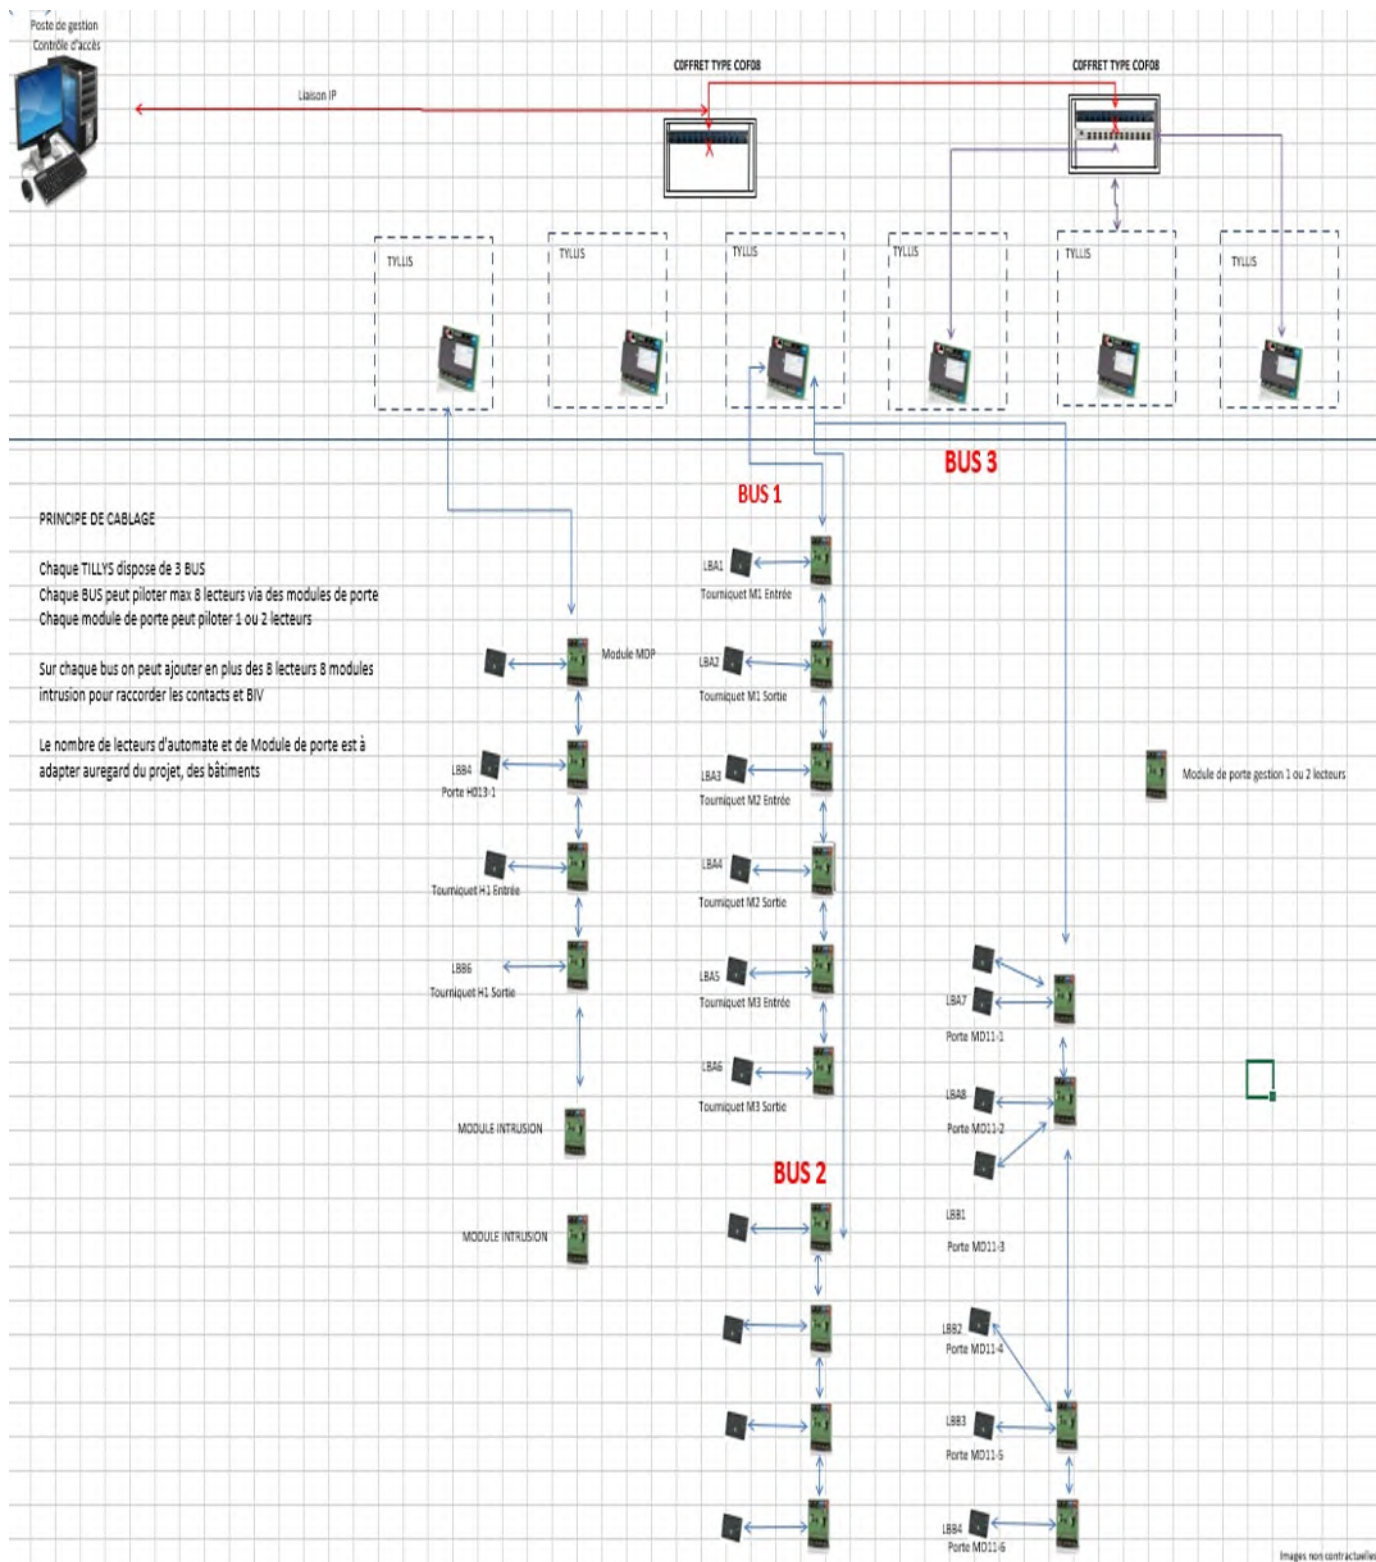 Poste de gestion
Contrôle d'accès
COFFRET TYPE COF08
COFFRET TYPE COF08
Liaison IP
TYLLIS
TYLLIS
TYLLIS
TYLLIS
TYLLIS
TYLLIS
BUS 3
BUS 1
PRINCIPE DE CABLAGE
Chaque TILLYS dispose de 3 BUS
Chaque BUS peut piloter max 8 lecteurs via des modules de porte
Chaque module de porte peut piloter 1 ou 2 lecteurs
Sur chaque bus on peut ajouter en plus des 8 lecteurs 8 modules
intrusion pour raccorder les contacts et BIV
Le nombre de lecteurs d'automate et de Module de porte est à
adapter auregard du projet, des bâtiments
Module MDP
LBB4
Porte H013-1
Tourniquet H1 Entrée
LBB6
Tourniquet H1 Sortie
MODULE INTRUSION
MODULE INTRUSION
LBA1
Tourniquet M1 Entrée
LBA2
Tourniquet M1 Sortie
LBA3
Tourniquet M2 Entrée
LBA4
Tourniquet M2 Sortie
LBA5
Tourniquet M3 Entrée
LBA6
Tourniquet M3 Sortie
BUS 2
Module de porte gestion 1 ou 2 lecteurs
LBA7
Porte MD11-1
LBA8
Porte MD11-2
LBB1
Porte MD11-3
LBB2
Porte MD11-4
LBB3
Porte MD11-5
LBB4
Porte MD11-6
Images non contractuelles